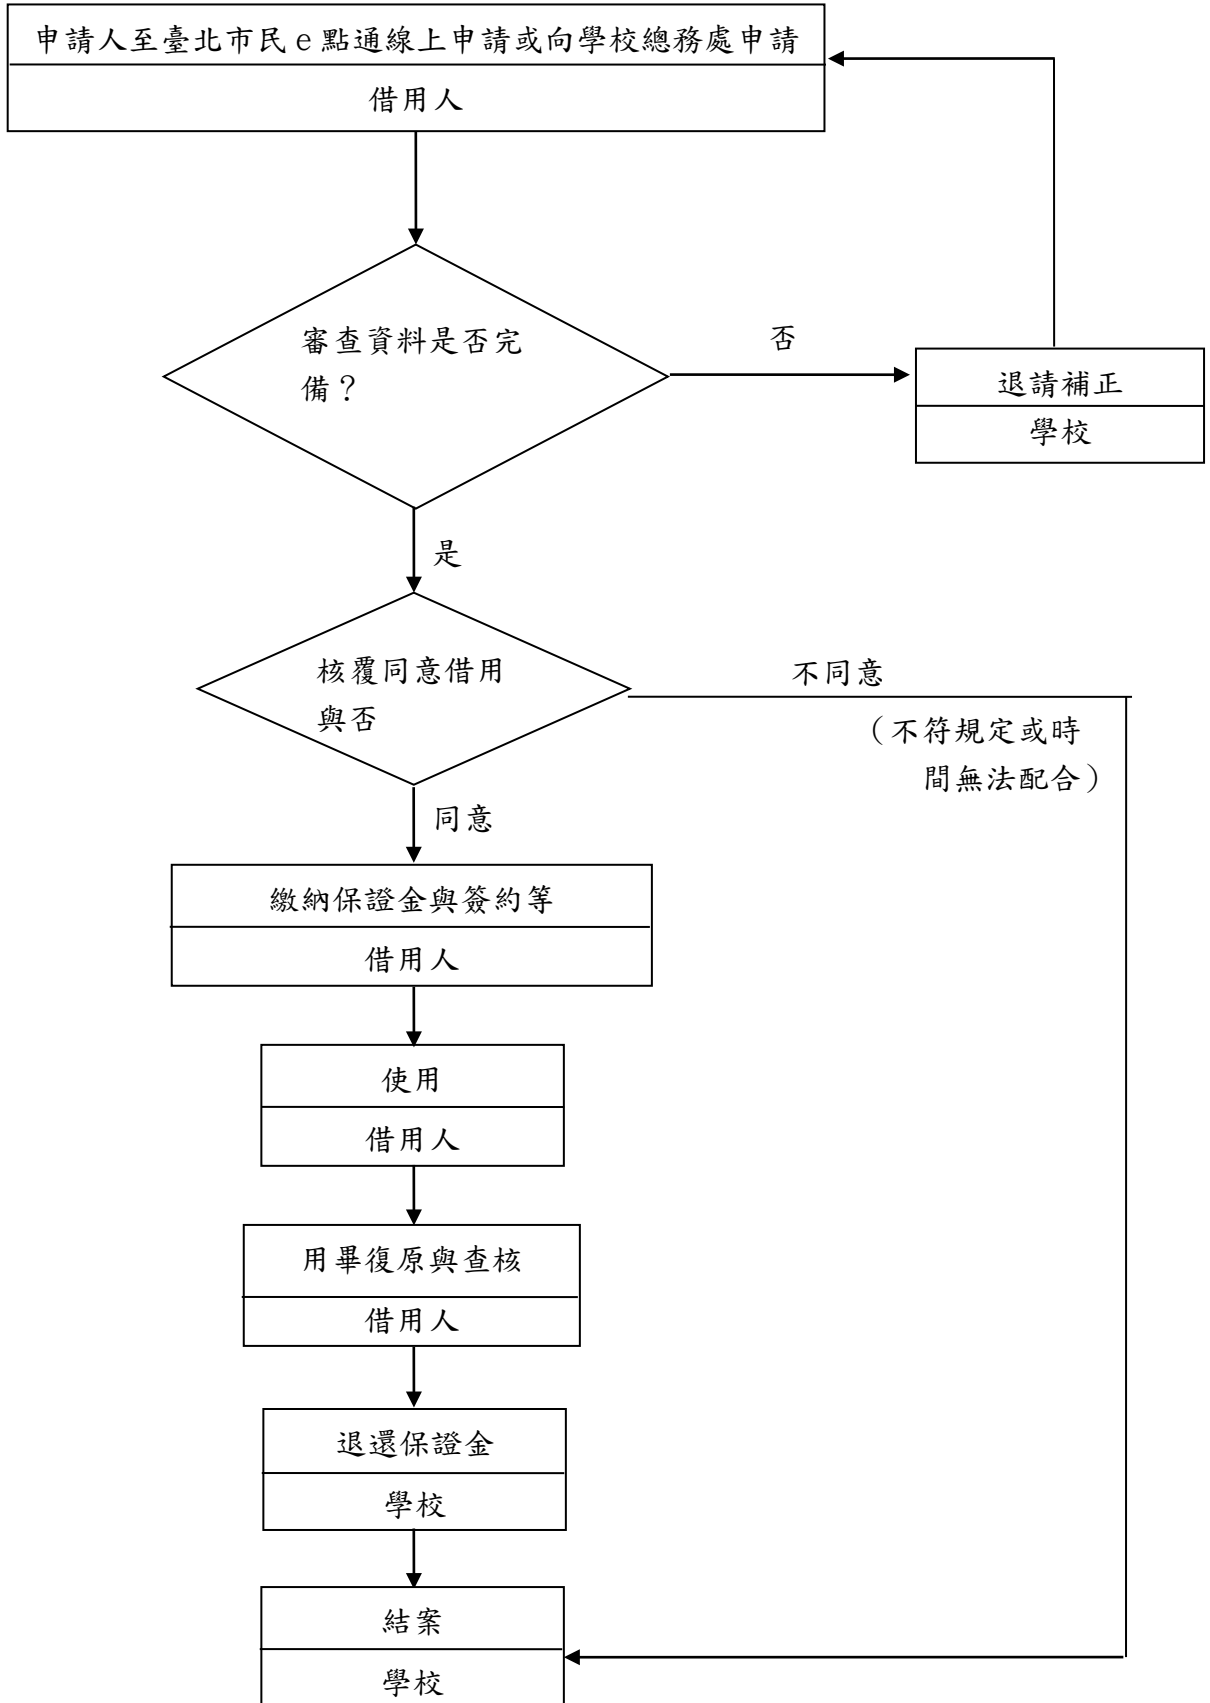 申請人至臺北市民e點通線上申請或向學校總務處申請
借用人
審查資料是否完
備？
否
退請補正
學校
是
核覆同意借用
與否
不同意
（不符規定或時
間無法配合）
同意
繳納保證金與簽約等
借用人
使用
借用人
用畢復原與查核
借用人
退還保證金
學校
結案
學校